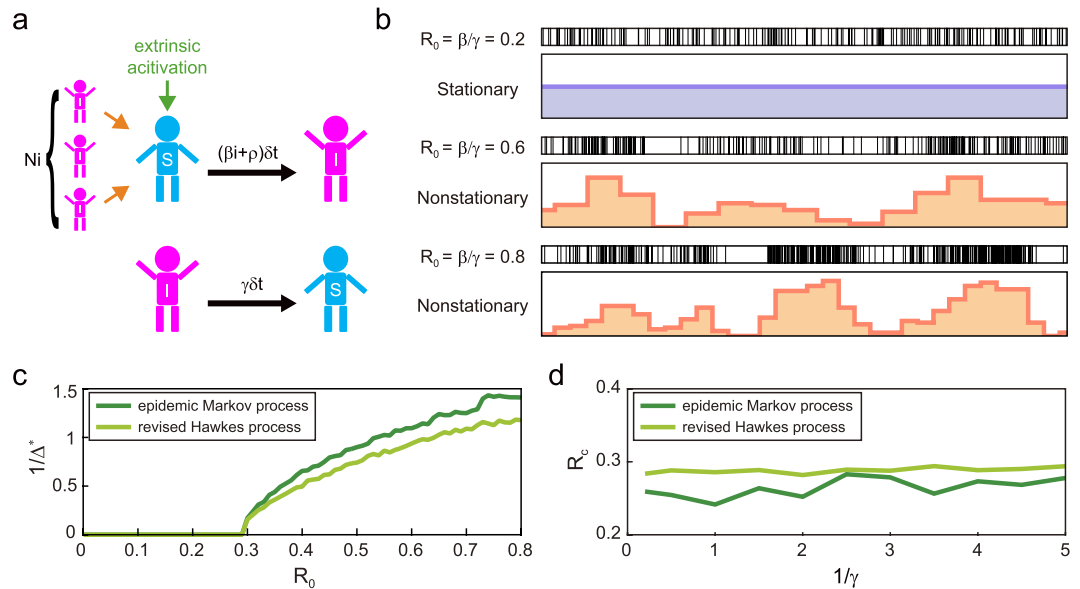 a
extrinsic
acitivation
Ni
S
(βi+ρ)δt
I
I
γδt
S
b
R₀ = β/γ = 0.2
Stationary
R₀ = β/γ = 0.6
Nonstationary
R₀ = β/γ = 0.8
Nonstationary
c
epidemic Markov process
revised Hawkes process
1/Δ*
1.5
1
0.5
0
0 0.1 0.2 0.3 0.4 0.5 0.6 0.7 0.8
R₀
d
epidemic Markov process
revised Hawkes process
R꜀
0.4
0.3
0.2
0 1 2 3 4 5
1/γ